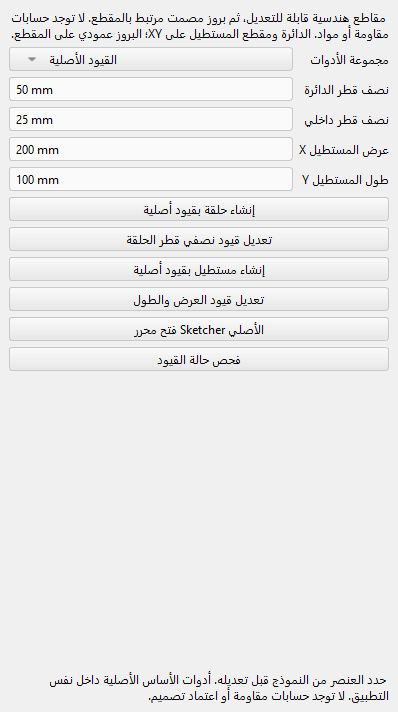 مقاطع هندسية قابلة للتعديل، ثم بروز مصمت مرتبط بالمقطع. لا توجد حسابات
مقاومة أو مواد. الدائرة ومقطع المستطيل على XY؛ البروز عمودي على المقطع.
مجموعة الأدوات القيود الأصلية
نصف قطر الدائرة 50 mm
نصف قطر داخلي 25 mm
عرض المستطيل X 200 mm
طول المستطيل Y 100 mm
إنشاء حلقة بقيود أصلية
تعديل قيود نصفي قطر الحلقة
إنشاء مستطيل بقيود أصلية
تعديل قيود العرض والطول
فتح محرر Sketcher الأصلي
فحص حالة القيود
حدد العنصر من النموذج قبل تعديله. أدوات الأساس الأصلية داخل نفس
التطبيق. لا توجد حسابات مقاومة أو اعتماد تصميم.